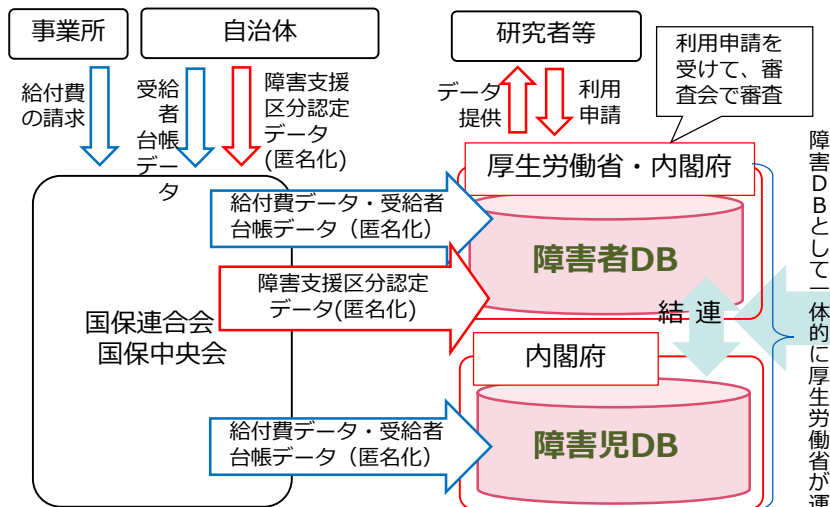 事業所
自治体
研究者等
利用申請を
受けて、審
査会で審査
給付費
の請求
受給
者
台帳
デー
タ
障害支援
区分認定
データ
(匿名化)
データ
提供
利用
申請
厚生労働省・内閣府
給付費データ・受給者
台帳データ（匿名化）
障害者DB
障害支援区分認定
データ(匿名化)
国保連合会
国保中央会
連結
内閣府
給付費データ・受給者
台帳データ（匿名化）
障害児DB
障害DBとして一体的に厚生労働省が運